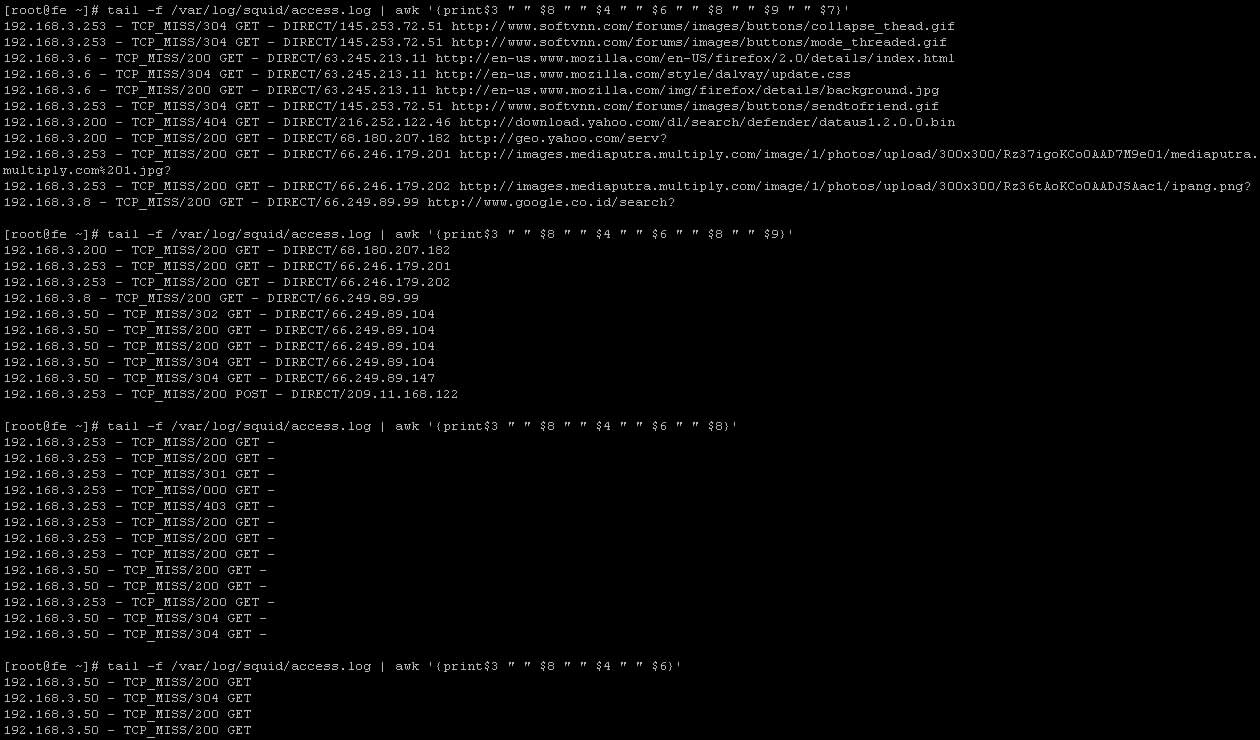 [root@fe ~]# tail -f /var/log/squid/access.log | awk '{print$3 " " $8 " " $4 " " $6 " " $8 " " $9 " " $7}'
192.168.3.253 - TCP_MISS/304 GET - DIRECT/145.253.72.51 http://www.softvnn.com/forums/images/buttons/collapse_thead.gif
192.168.3.253 - TCP_MISS/304 GET - DIRECT/145.253.72.51 http://www.softvnn.com/forums/images/buttons/mode_threaded.gif
192.168.3.6 - TCP_MISS/200 GET - DIRECT/63.245.213.11 http://en-us.www.mozilla.com/en-US/firefox/2.0/details/index.html
192.168.3.6 - TCP_MISS/304 GET - DIRECT/63.245.213.11 http://en-us.www.mozilla.com/style/dalvay/update.css
192.168.3.6 - TCP_MISS/200 GET - DIRECT/63.245.213.11 http://en-us.www.mozilla.com/img/firefox/details/background.jpg
192.168.3.253 - TCP_MISS/304 GET - DIRECT/145.253.72.51 http://www.softvnn.com/forums/images/buttons/sendtofriend.gif
192.168.3.200 - TCP_MISS/404 GET - DIRECT/216.252.122.46 http://download.yahoo.com/dl/search/defender/dataus1.2.0.0.bin
192.168.3.200 - TCP_MISS/200 GET - DIRECT/68.180.207.182 http://geo.yahoo.com/serv?
192.168.3.253 - TCP_MISS/200 GET - DIRECT/66.246.179.201 http://images.mediaputra.multiply.com/image/1/photos/upload/300x300/Rz37igoKCoOAAD7M9eO1/mediaputra.
multiply.com%201.jpg?
192.168.3.253 - TCP_MISS/200 GET - DIRECT/66.246.179.202 http://images.mediaputra.multiply.com/image/1/photos/upload/300x300/Rz36tAoKCoOAADJSAac1/ipang.png?
192.168.3.8 - TCP_MISS/200 GET - DIRECT/66.249.89.99 http://www.google.co.id/search?
[root@fe ~]# tail -f /var/log/squid/access.log | awk '{print$3 " " $8 " " $4 " " $6 " " $8 " " $9}'
192.168.3.200 - TCP_MISS/200 GET - DIRECT/68.180.207.182
192.168.3.253 - TCP_MISS/200 GET - DIRECT/66.246.179.201
192.168.3.253 - TCP_MISS/200 GET - DIRECT/66.246.179.202
192.168.3.8 - TCP_MISS/200 GET - DIRECT/66.249.89.99
192.168.3.50 - TCP_MISS/302 GET - DIRECT/66.249.89.104
192.168.3.50 - TCP_MISS/200 GET - DIRECT/66.249.89.104
192.168.3.50 - TCP_MISS/200 GET - DIRECT/66.249.89.104
192.168.3.50 - TCP_MISS/304 GET - DIRECT/66.249.89.104
192.168.3.50 - TCP_MISS/304 GET - DIRECT/66.249.89.147
192.168.3.253 - TCP_MISS/200 POST - DIRECT/209.11.168.122
[root@fe ~]# tail -f /var/log/squid/access.log | awk '{print$3 " " $8 " " $4 " " $6 " " $8}'
192.168.3.253 - TCP_MISS/200 GET -
192.168.3.253 - TCP_MISS/200 GET -
192.168.3.253 - TCP_MISS/301 GET -
192.168.3.253 - TCP_MISS/000 GET -
192.168.3.253 - TCP_MISS/403 GET -
192.168.3.253 - TCP_MISS/200 GET -
192.168.3.253 - TCP_MISS/200 GET -
192.168.3.253 - TCP_MISS/200 GET -
192.168.3.50 - TCP_MISS/200 GET -
192.168.3.50 - TCP_MISS/200 GET -
192.168.3.253 - TCP_MISS/200 GET -
192.168.3.50 - TCP_MISS/304 GET -
192.168.3.50 - TCP_MISS/304 GET -
[root@fe ~]# tail -f /var/log/squid/access.log | awk '{print$3 " " $8 " " $4 " " $6}'
192.168.3.50 - TCP_MISS/200 GET
192.168.3.50 - TCP_MISS/304 GET
192.168.3.50 - TCP_MISS/200 GET
192.168.3.50 - TCP_MISS/200 GET